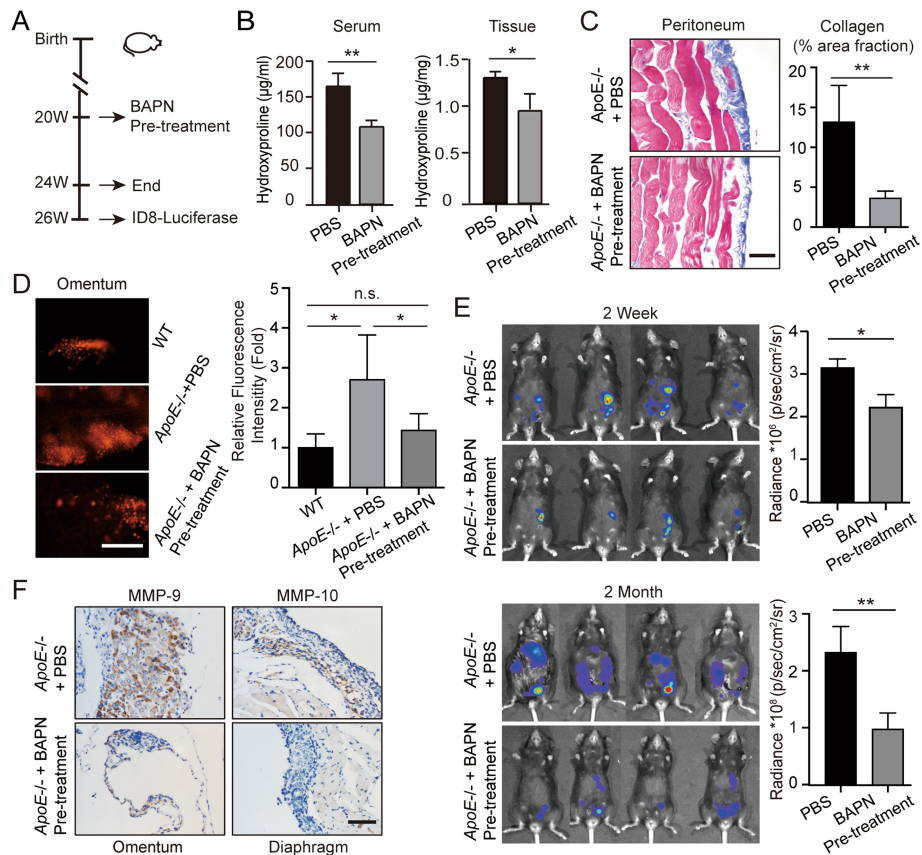 A
Birth
20W
BAPN
Pre-treatment
24W
End
26W
ID8-Luciferase
B
Serum
Hydroxyproline (μg/ml)
200
150
100
50
0
**
PBS
BAPN
Pre-treatment
Tissue
Hydroxyproline (μg/mg)
1.5
1.0
0.5
0
*
PBS
BAPN
Pre-treatment
C
Peritoneum
ApoE-/-
+ PBS
ApoE-/- + BAPN
Pre-treatment
Collagen
(% area fraction)
20
15
10
5
0
**
PBS
BAPN
Pre-treatment
D
Omentum
WT
ApoE-/-+PBS
ApoE-/- + BAPN
Pre-treatment
Relative Fluorescence
Intensitity (Fold)
5
4
3
2
1
0
n.s.
*
*
WT
ApoE-/- + PBS
ApoE-/- + BAPN
Pre-treatment
E
2 Week
ApoE-/-
+ PBS
ApoE-/- + BAPN
Pre-treatment
Radiance *10⁶ (p/sec/cm²/sr)
4
3
2
1
0
*
PBS
BAPN
Pre-treatment
2 Month
ApoE-/-
+ PBS
ApoE-/- + BAPN
Pre-treatment
Radiance *10⁸ (p/sec/cm²/sr)
3
2
1
0
**
PBS
BAPN
Pre-treatment
F
MMP-9
MMP-10
ApoE-/-
+ PBS
ApoE-/- + BAPN
Pre-treatment
Omentum
Diaphragm